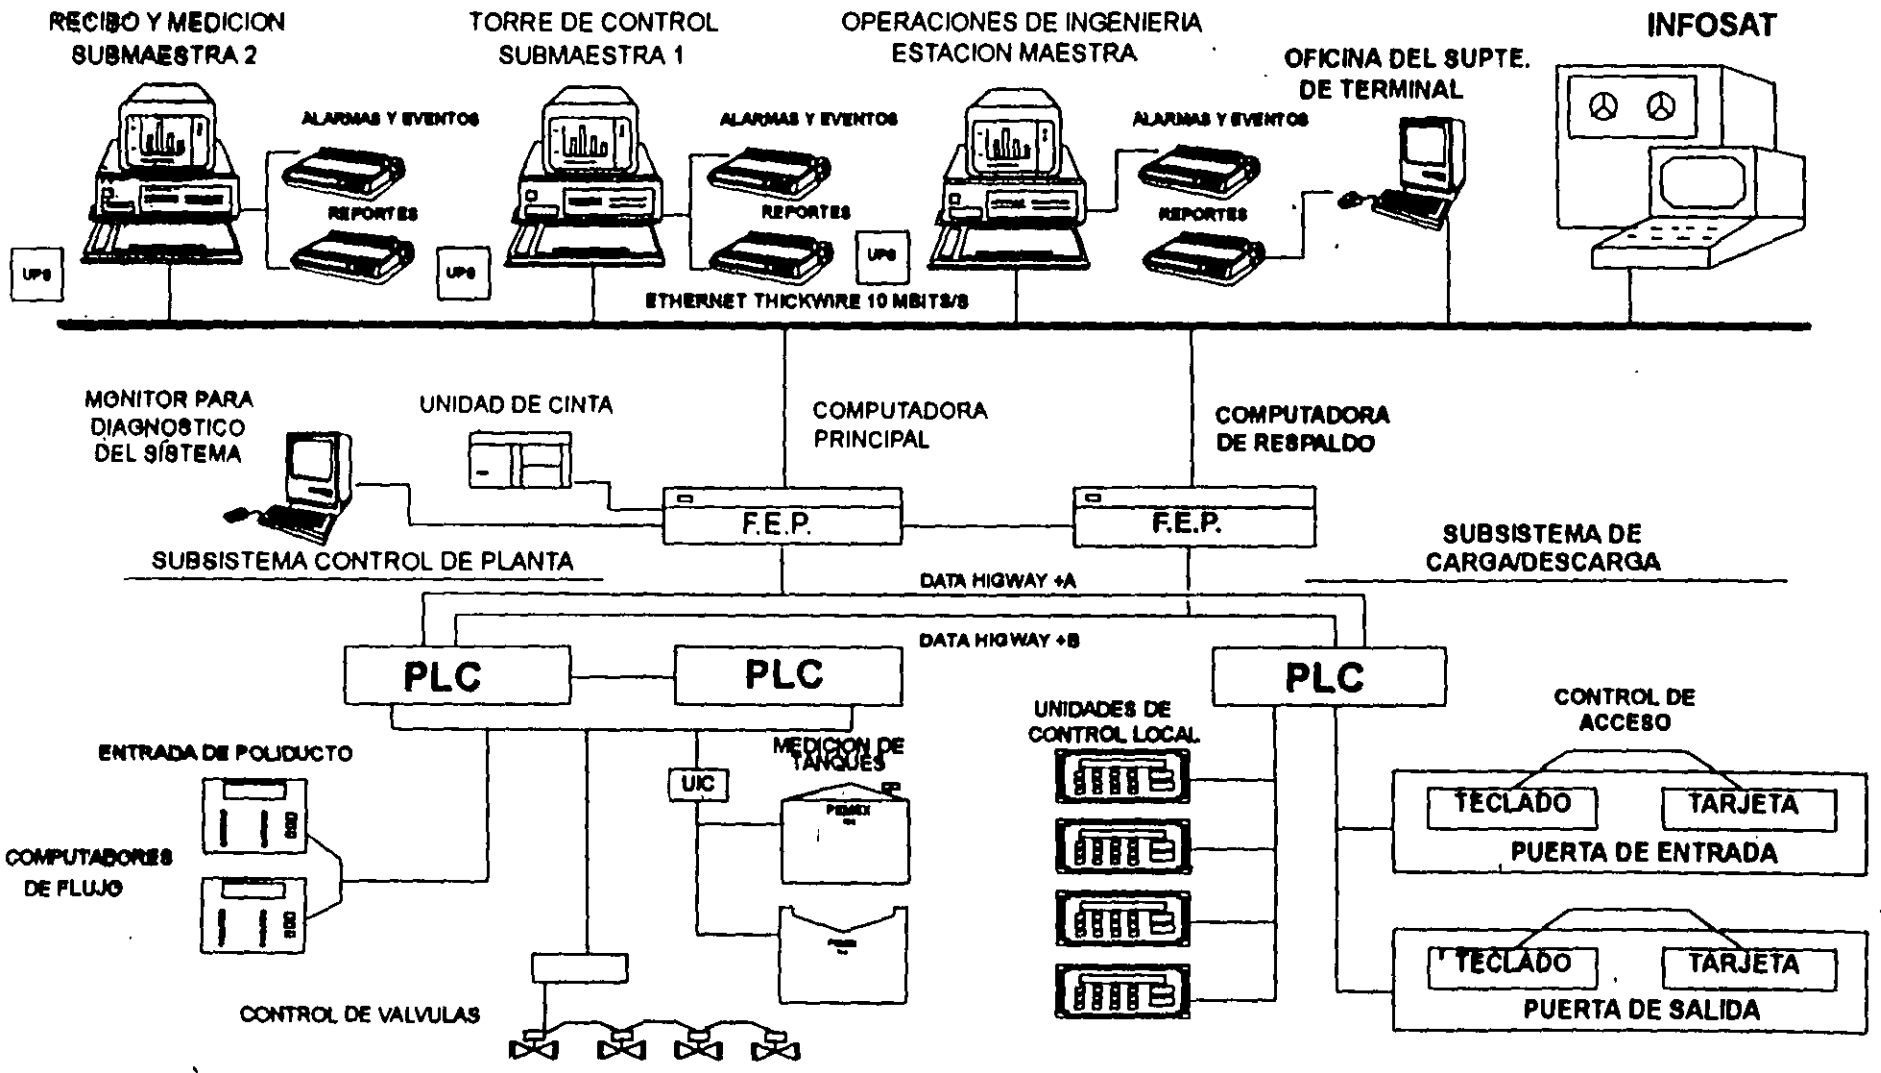 RECIBO Y MEDICION
SUBMAESTRA 2
TORRE DE CONTROL
SUBMAESTRA 1
OPERACIONES DE INGENIERIA
ESTACION MAESTRA
OFICINA DEL SUPTE.
DE TERMINAL
INFOSAT
ALARMAS Y EVENTOS
REPORTES
UPS
ALARMAS Y EVENTOS
REPORTES
UPS
ALARMAS Y EVENTOS
REPORTES
UPS
ETHERNET THICKWIRE 10 MBITS/S
MONITOR PARA
DIAGNOSTICO
DEL SISTEMA
UNIDAD DE CINTA
COMPUTADORA
PRINCIPAL
COMPUTADORA
DE RESPALDO
F.E.P.
F.E.P.
SUBSISTEMA CONTROL DE PLANTA
SUBSISTEMA DE
CARGA/DESCARGA
DATA HIGWAY +A
DATA HIGWAY +B
PLC
PLC
PLC
ENTRADA DE POLIDUCTO
COMPUTADORES
DE FLUJO
UIC
MEDICION DE
TANQUES
PEMEX
UNIDADES DE
CONTROL LOCAL
CONTROL DE
ACCESO
TECLADO
TARJETA
PUERTA DE ENTRADA
TECLADO
TARJETA
PUERTA DE SALIDA
CONTROL DE VALVULAS